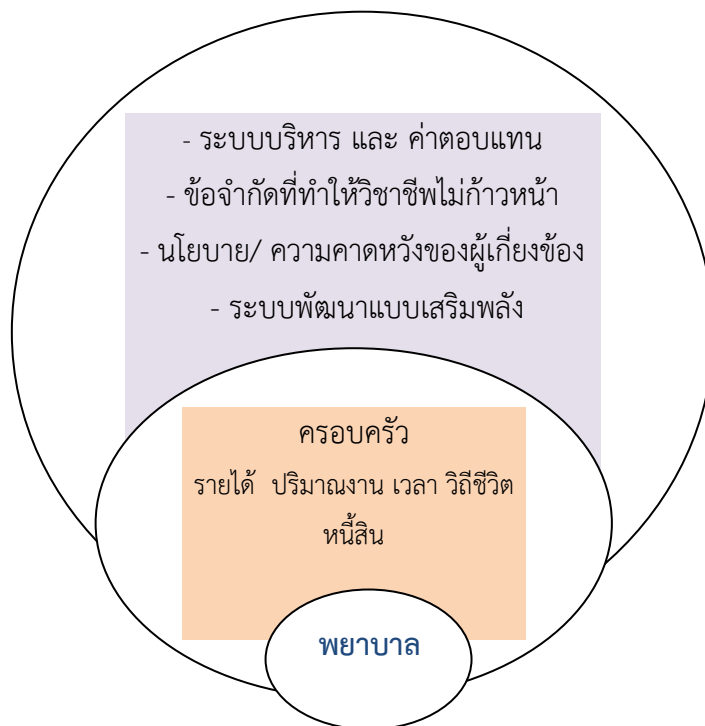 - ระบบบริหาร และ ค่าตอบแทน
- ข้อจำกัดที่ทำให้วิชาชีพไม่ก้าวหน้า
- นโยบาย/ ความคาดหวังของผู้เกี่ยงข้อง
- ระบบพัฒนาแบบเสริมพลัง
ครอบครัว
รายได้ ปริมาณงาน เวลา วิถีชีวิต
หนี้สิน
พยาบาล